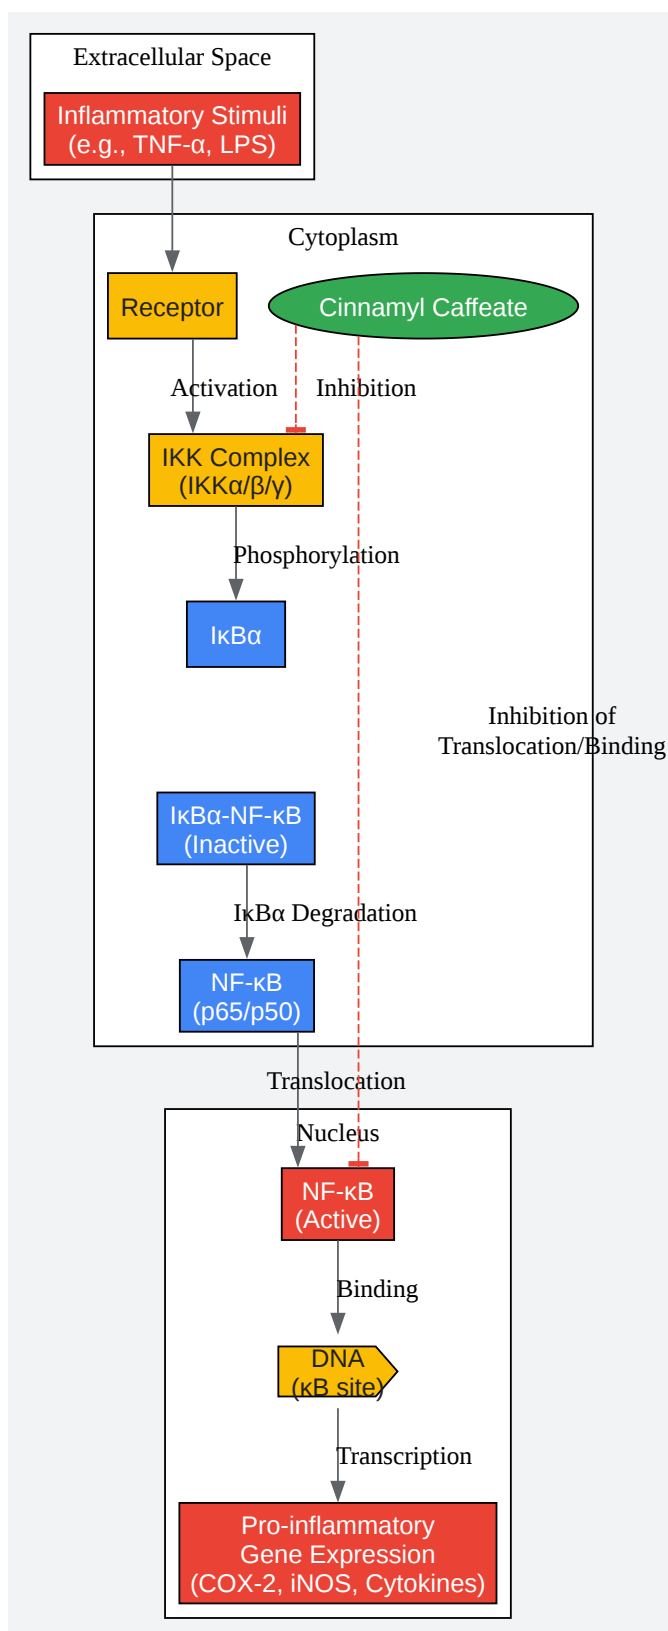 Extracellular Space
Inflammatory Stimuli
(e.g., TNF-α, LPS)
Cytoplasm
Receptor
Cinnamyl Caffeate
Activation
Inhibition
IKK Complex
(IKKα/β/γ)
Phosphorylation
IκBα
Inhibition of
Translocation/Binding
IκBα-NF-κB
(Inactive)
IκBα Degradation
NF-κB
(p65/p50)
Translocation
Nucleus
NF-κB
(Active)
Binding
DNA
(κB site)
Transcription
Pro-inflammatory
Gene Expression
(COX-2, iNOS, Cytokines)